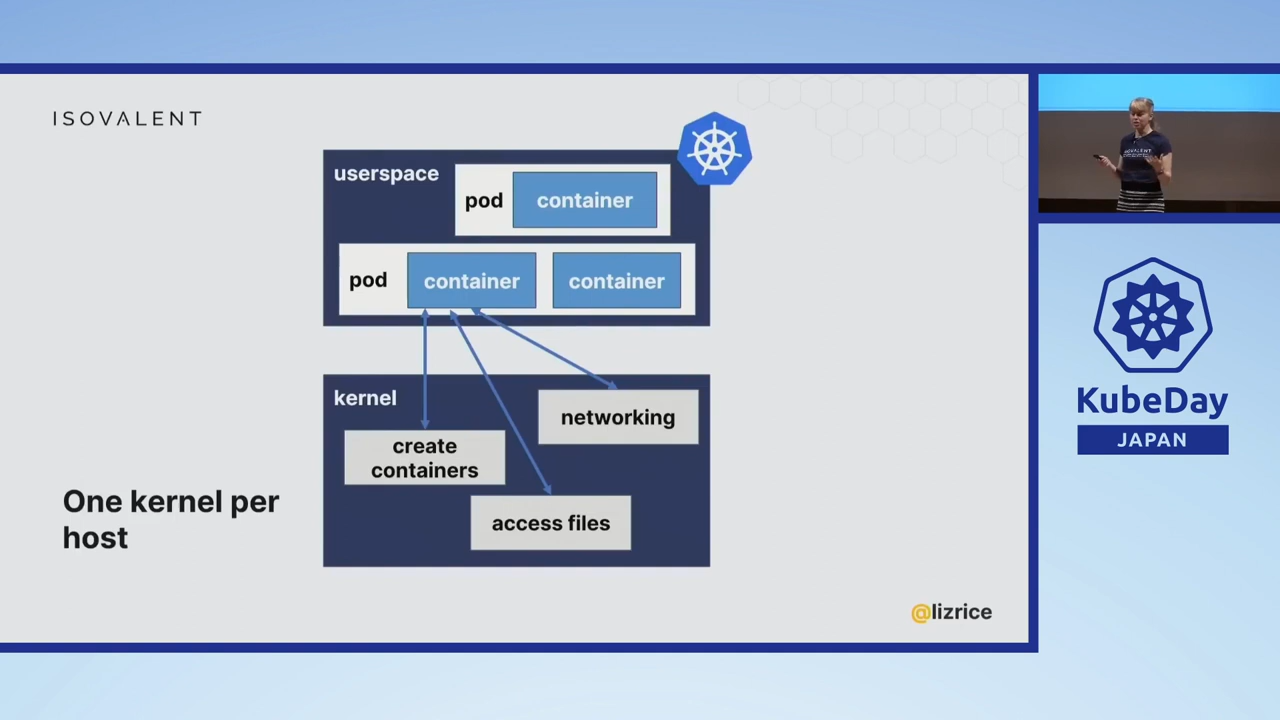 ISOVALENT
userspace
pod
container
pod
container
container
kernel
networking
create
containers
access files
One kernel per
host
@lizrice
ISOVALENT
KubeDay
JAPAN